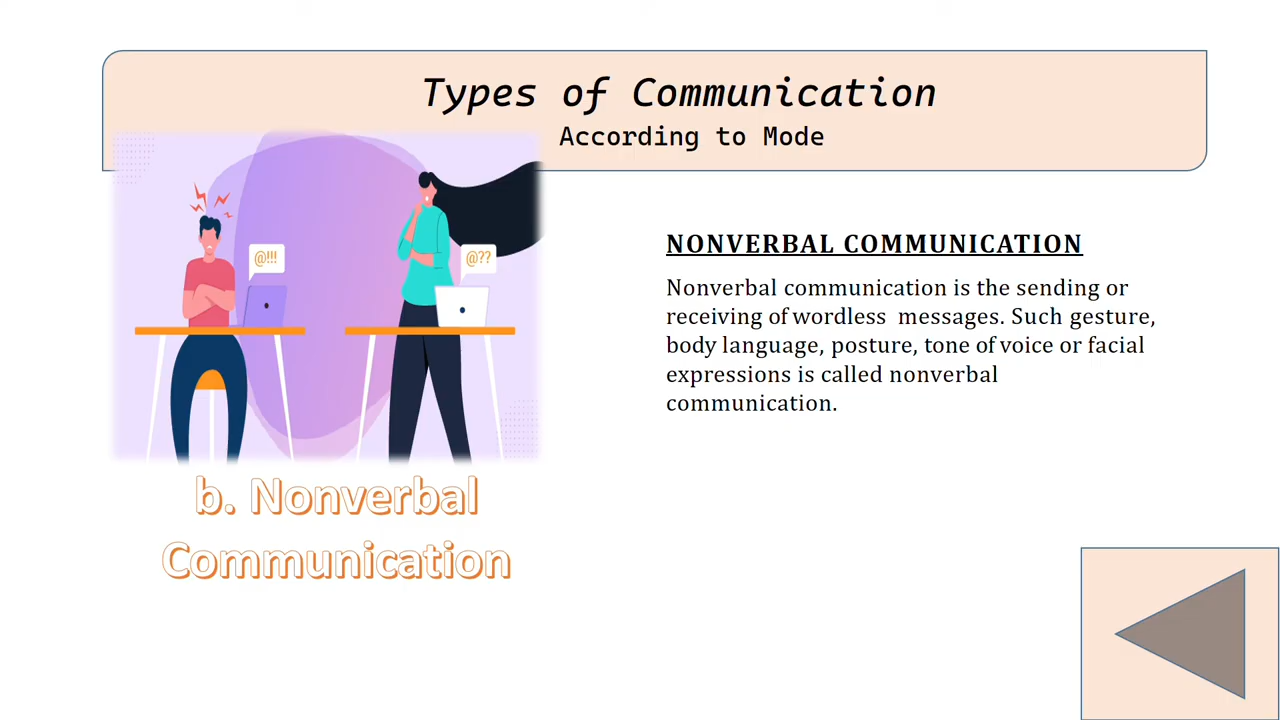 Types of Communication
According to Mode
@!!!
@??
NONVERBAL COMMUNICATION
Nonverbal communication is the sending or
receiving of wordless messages. Such gesture,
body language, posture, tone of voice or facial
expressions is called nonverbal
communication.
b. Nonverbal
Communication